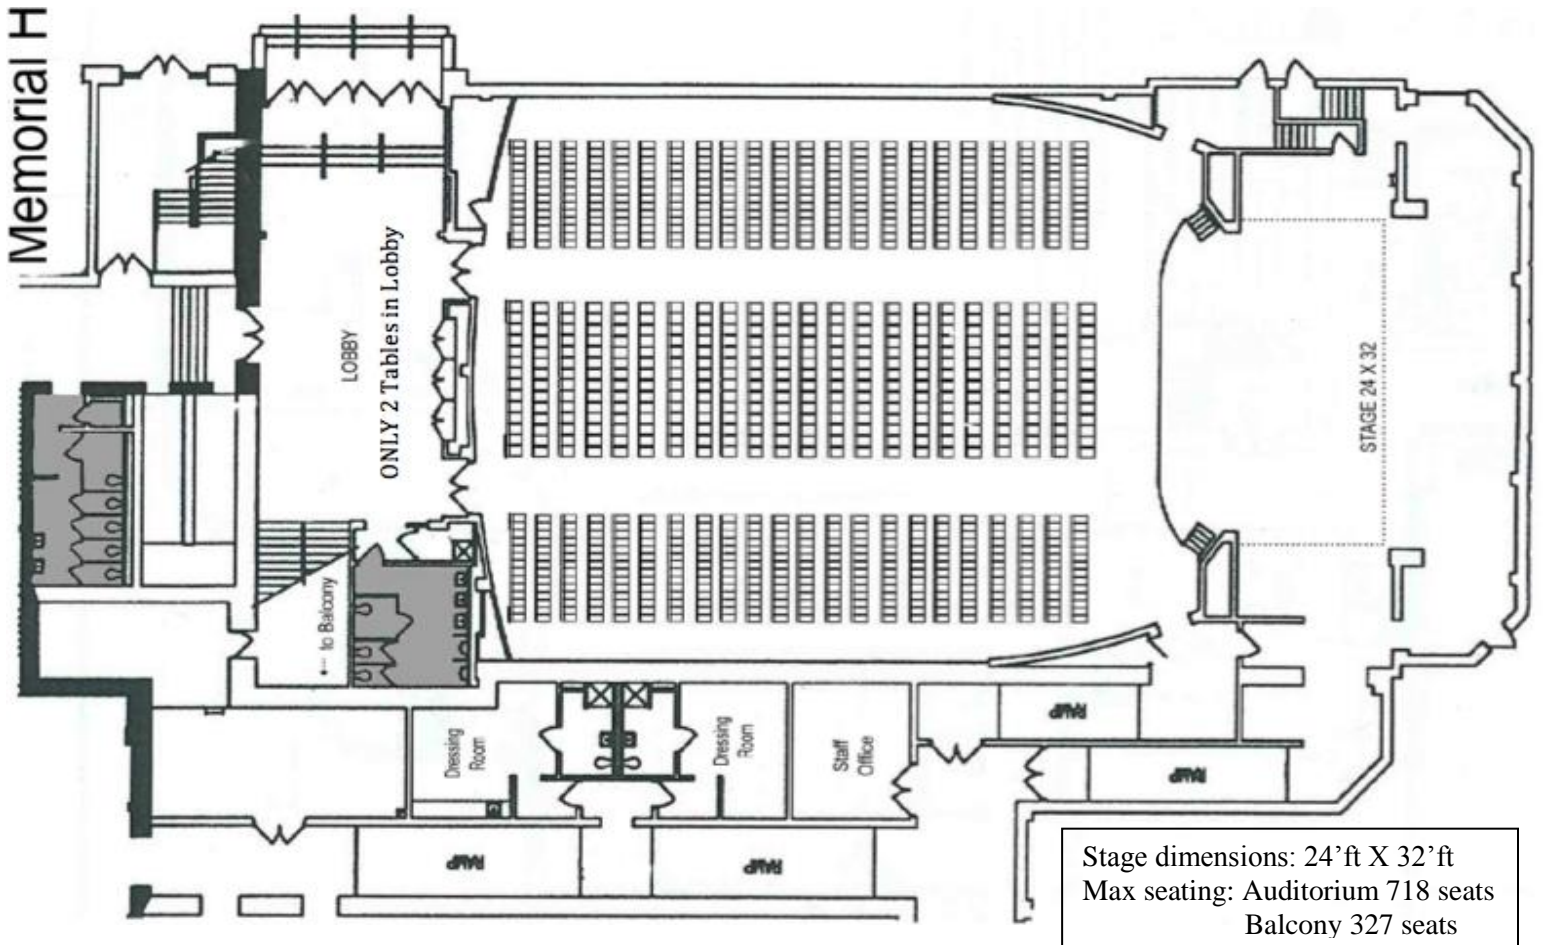 Memorial H
LOBBY
ONLY 2 Tables in Lobby
STAGE 24 X 32
← to Balcony
Dressing
Room
Dressing
Room
Staff
Office
RAMP
RAMP
RAMP
RAMP
Stage dimensions: 24’ft X 32’ft
Max seating: Auditorium 718 seats
Balcony 327 seats